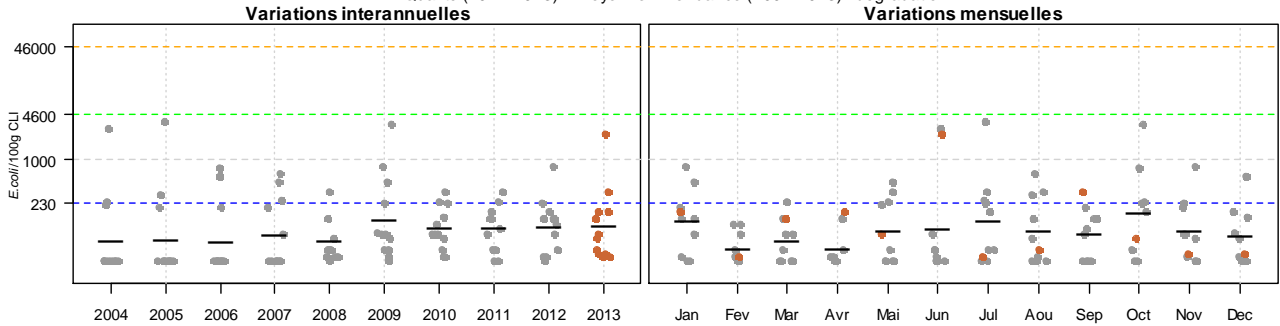 Variations interannuelles
Variations mensuelles
46000
4600
1000
230
E.coli/100g CLI
2004 2005 2006 2007 2008 2009 2010 2011 2012 2013
Jan Fev Mar Avr Mai Jun Jul Aou Sep Oct Nov Dec